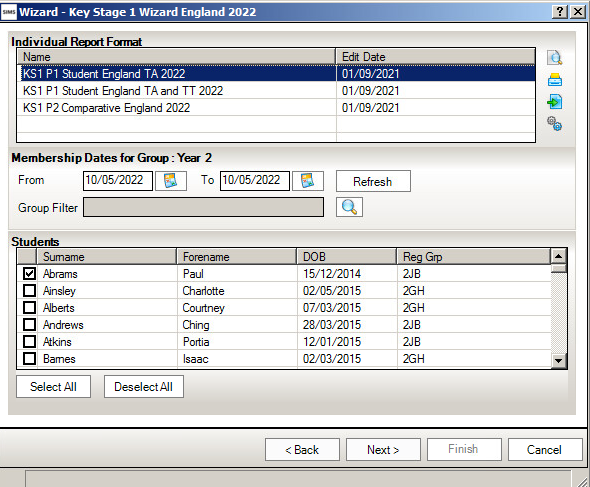 SIMS Wizard - Key Stage 1 Wizard England 2022 ? X
Individual Report Format
Name Edit Date
KS1 P1 Student England TA 2022 01/09/2021
KS1 P1 Student England TA and TT 2022 01/09/2021
KS1 P2 Comparative England 2022 01/09/2021
Membership Dates for Group : Year 2
From 10/05/2022 To 10/05/2022 Refresh
Group Filter
Students
Surname Forename DOB Reg Grp
Abrams Paul 15/12/2014 2JB
Ainsley Charlotte 02/05/2015 2GH
Alberts Courtney 07/03/2015 2GH
Andrews Ching 28/03/2015 2JB
Atkins Portia 12/01/2015 2JB
Barnes Isaac 02/03/2015 2GH
Select All Deselect All
< Back Next > Finish Cancel